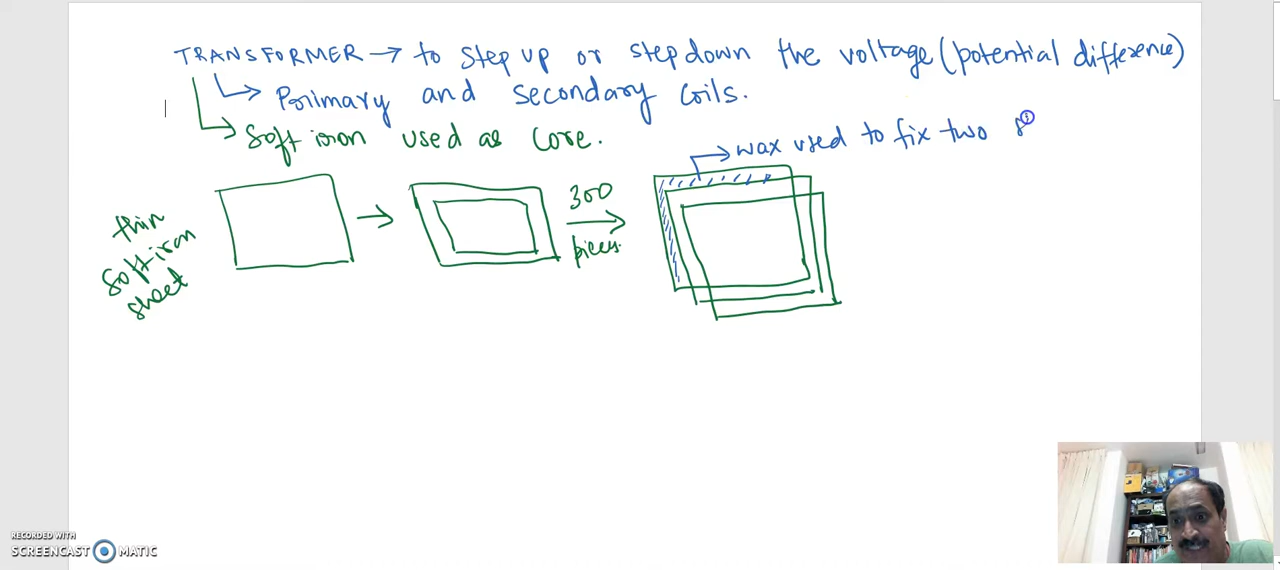 TRANSFORMER → to step up or step down the voltage (potential difference)
↳ Primary and secondary coils.
↳ Soft iron used as core.
→ wax used to fix two s
thin
soft iron
sheet
→
300
→
pieces.
RECORDED WITH
SCREENCAST MATIC